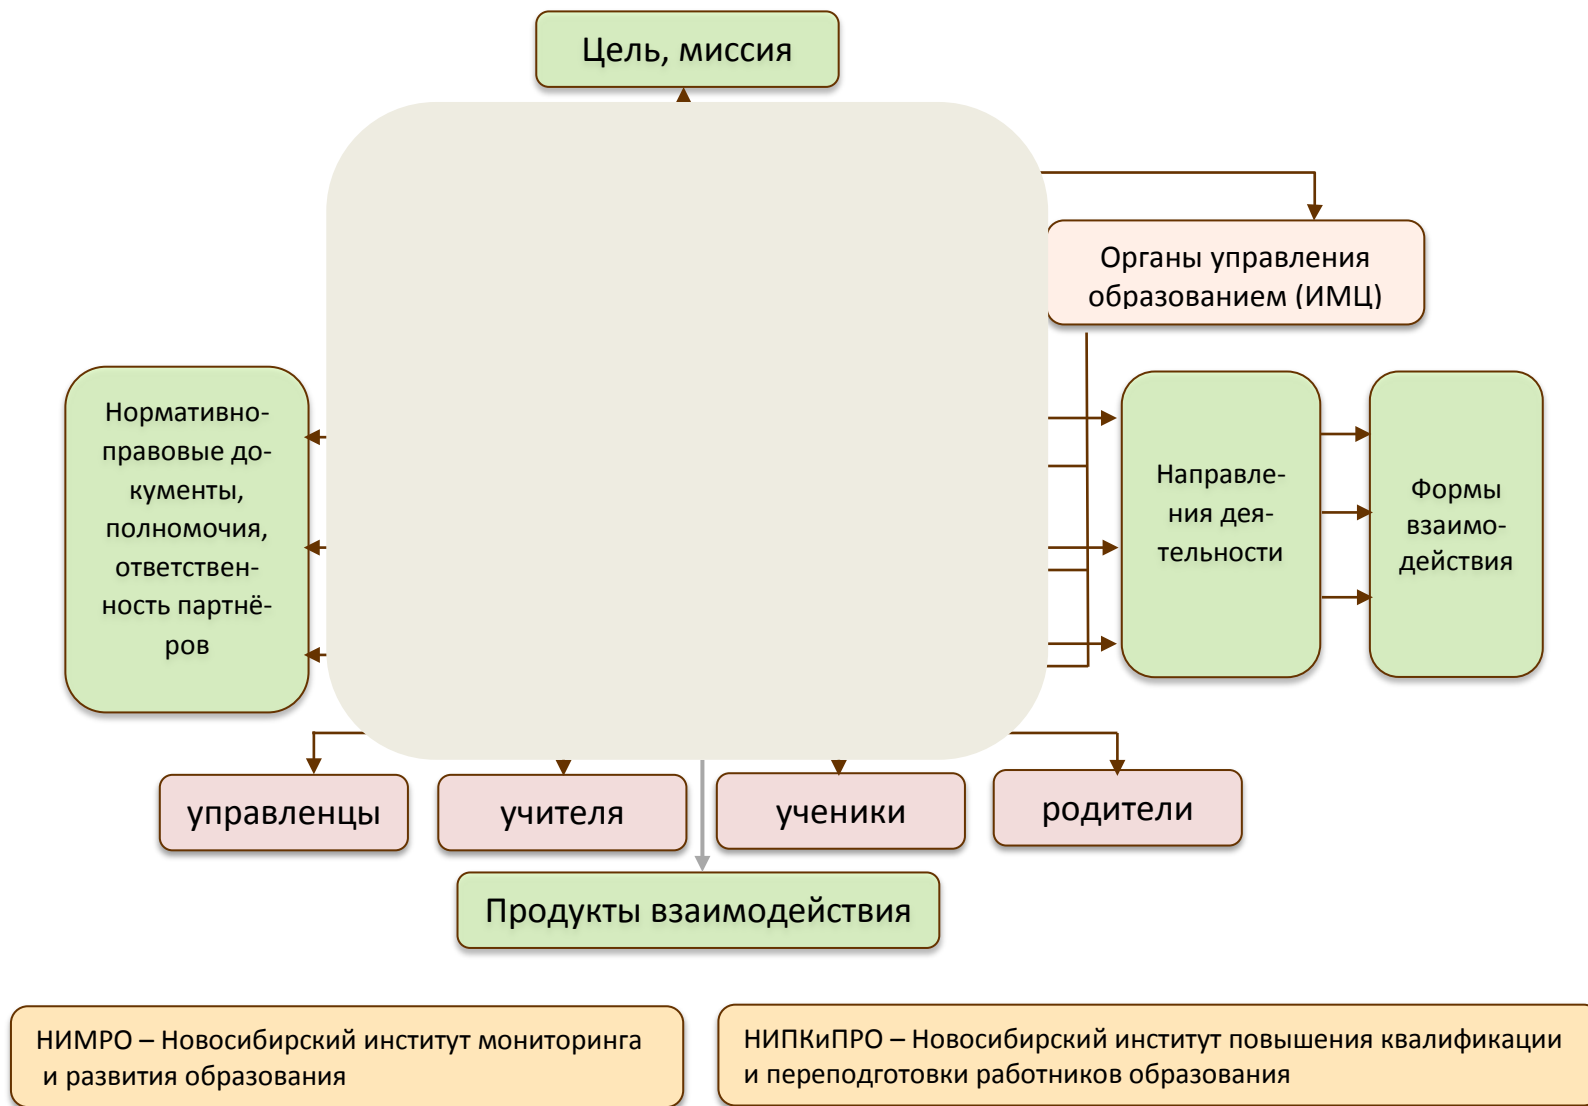 Цель, миссия
Органы управления
образованием (ИМЦ)
Нормативно-
правовые до-
кументы,
полномочия,
ответствен-
ность партнё-
ров
Направле-
ния дея-
тельности
Формы
взаимо-
действия
управленцы
учителя
ученики
родители
Продукты взаимодействия
НИМРО – Новосибирский институт мониторинга
и развития образования
НИПКиПРО – Новосибирский институт повышения квалификации
и переподготовки работников образования